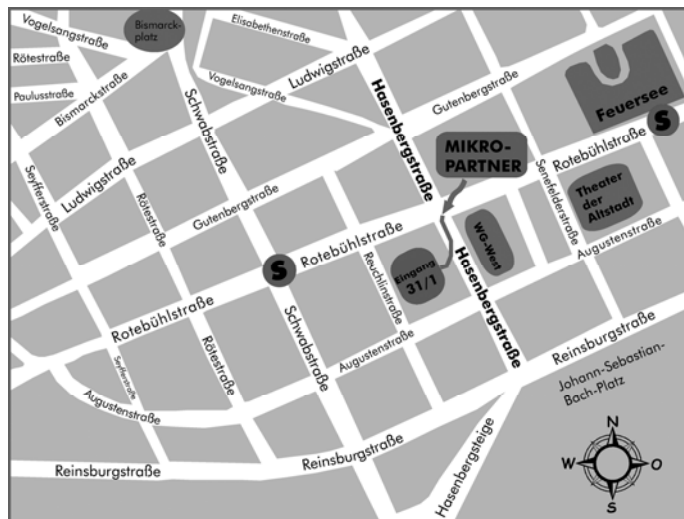 Vogelsangstraße
Bismarck-
platz
Elisabethenstraße
Rötestraße
Ludwigstraße
Paulusstraße
Bismarckstraße
Vogelsangstraße
Schwabstraße
Hasenbergstraße
Gutenbergstraße
Feuersee
S
MIKRO-
PARTNER
Rotebühlstraße
Senefelderstraße
Theater
der
Altstadt
Seyfferstraße
Ludwigstraße
Rötestraße
Gutenbergstraße
Rotebühlstraße
S
Reuchlinstraße
Eingang
31/1
WG-West
Hasenbergstraße
Augustenstraße
Rotebühlstraße
Schwabstraße
Seyfferstraße
Rötestraße
Augustenstraße
Augustenstraße
Reinsburgstraße
Johann-Sebastian-
Bach-Platz
Reinsburgstraße
Reinsburgstraße
Hasenbergsteige
N
W
O
S